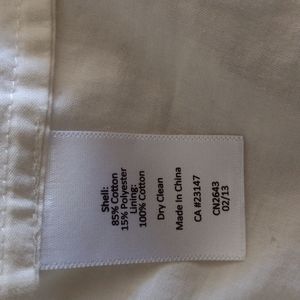 Shell:
85% Cotton
15% Polyester
Lining:
100% Cotton
Dry Clean
Made In China
CA #23147
CN2643
02/13